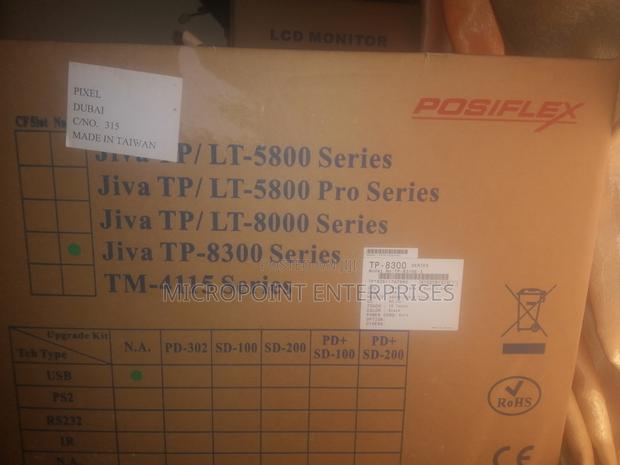 LCD MONITOR
PIXEL
DUBAI
C/NO. 315
MADE IN TAIWAN
POSIFLEX
CF Slot No
Jiva TP/ LT-5800 Series
Jiva TP/ LT-5800 Pro Series
Jiva TP/ LT-8000 Series
Jiva TP-8300 Series
TM-4115 Series
TP-8300 SERIES
MICROPOINT ENTERPRISES
Upgrade Kit
Tch Type
N.A. PD-302 SD-100 SD-200 PD+ SD-100 PD+ SD-200
USB
PS2
RS232
IR
N.A.
RoHS
CE